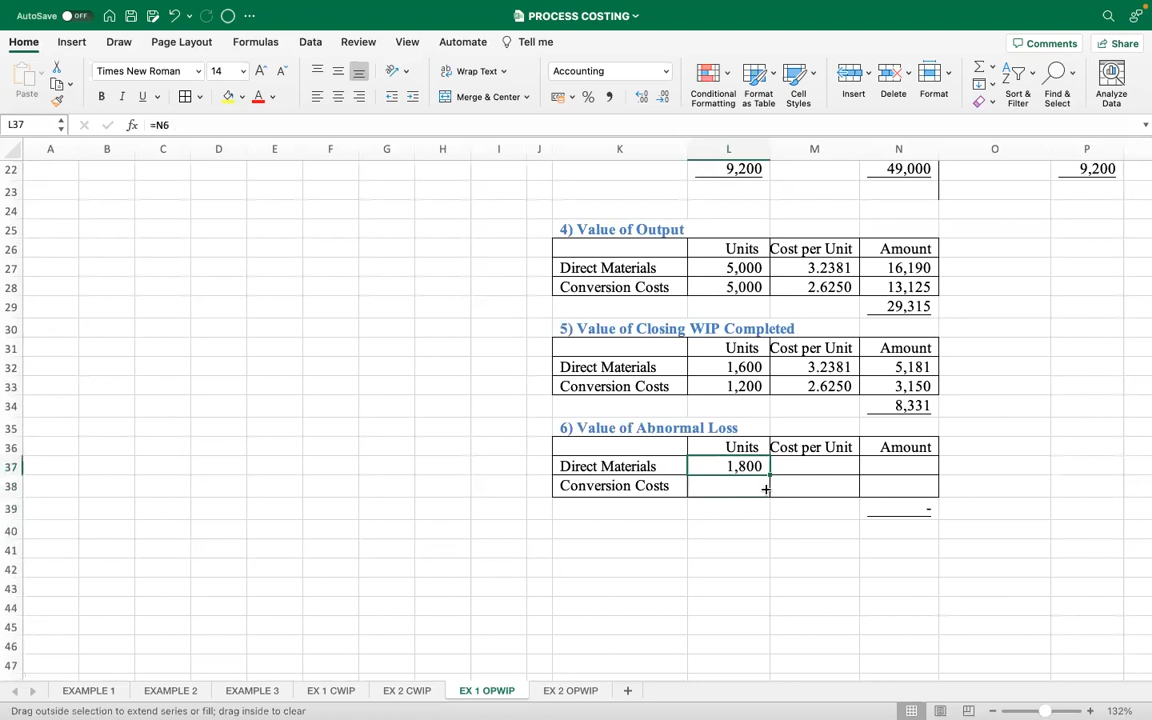 AutoSave OFF PROCESS COSTING
Home Insert Draw Page Layout Formulas Data Review View Automate Tell me Comments Share
Paste Times New Roman 14 A A Wrap Text Accounting
B I U A Merge & Center % Conditional Formatting Format as Table Cell Styles Insert Delete Format Sort & Filter Find & Select Analyze Data
L37 fx =N6
A B C D E F G H I J K L M N O P
22 9,200 49,000 9,200
23
24
25 4) Value of Output
26 Units Cost per Unit Amount
27 Direct Materials 5,000 3.2381 16,190
28 Conversion Costs 5,000 2.6250 13,125
29 29,315
30 5) Value of Closing WIP Completed
31 Units Cost per Unit Amount
32 Direct Materials 1,600 3.2381 5,181
33 Conversion Costs 1,200 2.6250 3,150
34 8,331
35 6) Value of Abnormal Loss
36 Units Cost per Unit Amount
37 Direct Materials 1,800
38 Conversion Costs
39 -
40
41
42
43
44
45
46
47
EXAMPLE 1 EXAMPLE 2 EXAMPLE 3 EX 1 CWIP EX 2 CWIP EX 1 OPWIP EX 2 OPWIP
Drag outside selection to extend series or fill; drag inside to clear 132%